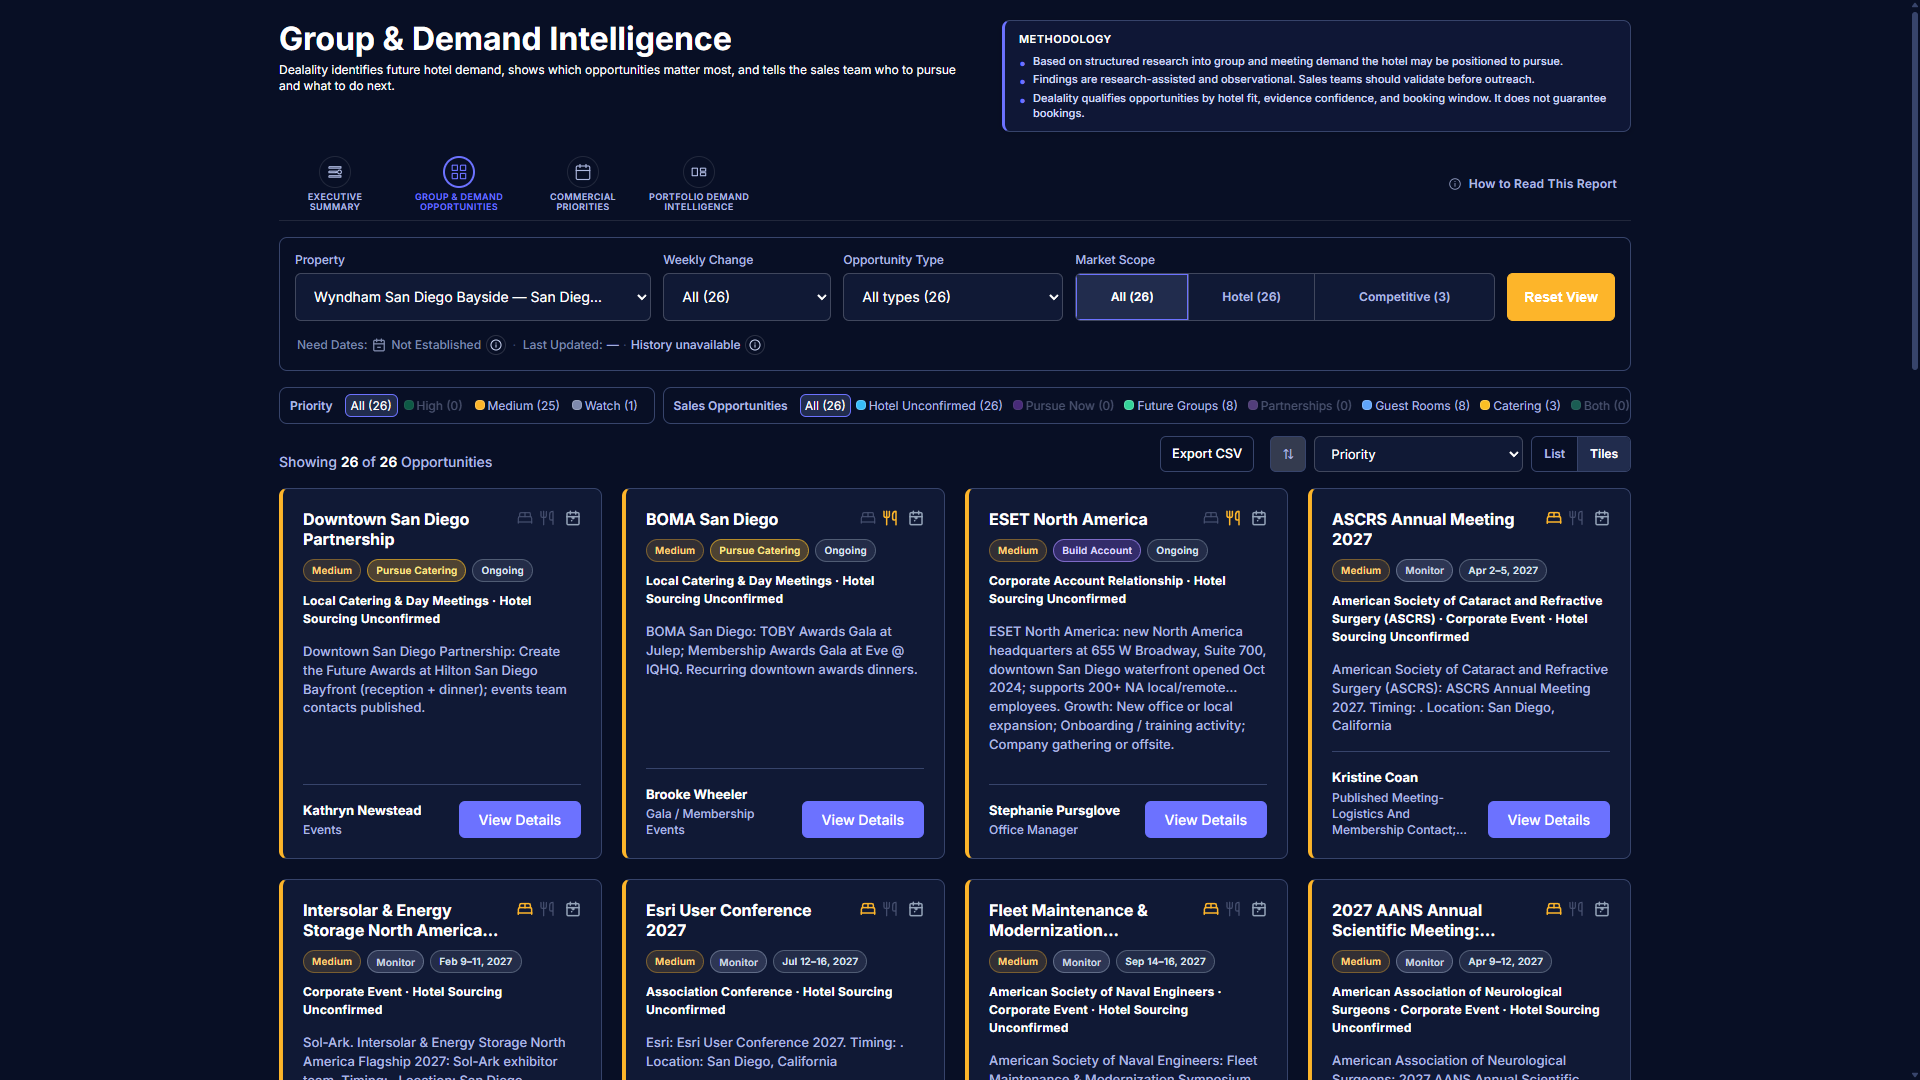 Group & Demand Intelligence
Dealality identifies future hotel demand, shows which opportunities matter most, and tells the sales team who to pursue
and what to do next.
METHODOLOGY
Based on structured research into group and meeting demand the hotel may be positioned to pursue.
Findings are research-assisted and observational. Sales teams should validate before outreach.
Dealality qualifies opportunities by hotel fit, evidence confidence, and booking window. It does not guarantee
bookings.
EXECUTIVE
SUMMARY
GROUP & DEMAND
OPPORTUNITIES
COMMERCIAL
PRIORITIES
PORTFOLIO DEMAND
INTELLIGENCE
How to Read This Report
Property
Weekly Change
Opportunity Type
Market Scope
Wyndham San Diego Bayside — San Dieg...
All (26)
All types (26)
All (26)
Hotel (26)
Competitive (3)
Reset View
Need Dates: Not Established · Last Updated: — · History unavailable
Priority All (26) High (0) Medium (25) Watch (1)
Sales Opportunities All (26) Hotel Unconfirmed (26) Pursue Now (0) Future Groups (8) Partnerships (0) Guest Rooms (8) Catering (3) Both (0)
Showing 26 of 26 Opportunities
Export CSV
Priority
List
Tiles
Downtown San Diego
Partnership
Medium
Pursue Catering
Ongoing
Local Catering & Day Meetings · Hotel
Sourcing Unconfirmed
Downtown San Diego Partnership: Create
the Future Awards at Hilton San Diego
Bayfront (reception + dinner); events team
contacts published.
Kathryn Newstead
Events
View Details
BOMA San Diego
Medium
Pursue Catering
Ongoing
Local Catering & Day Meetings · Hotel
Sourcing Unconfirmed
BOMA San Diego: TOBY Awards Gala at
Julep; Membership Awards Gala at Eve @
IQHQ. Recurring downtown awards dinners.
Brooke Wheeler
Gala / Membership
Events
View Details
ESET North America
Medium
Build Account
Ongoing
Corporate Account Relationship · Hotel
Sourcing Unconfirmed
ESET North America: new North America
headquarters at 655 W Broadway, Suite 700,
downtown San Diego waterfront opened Oct
2024; supports 200+ NA local/remote...
employees. Growth: New office or local
expansion; Onboarding / training activity;
Company gathering or offsite.
Stephanie Pursglove
Office Manager
View Details
ASCRS Annual Meeting
2027
Medium
Monitor
Apr 2–5, 2027
American Society of Cataract and Refractive
Surgery (ASCRS) · Corporate Event · Hotel
Sourcing Unconfirmed
American Society of Cataract and Refractive
Surgery (ASCRS): ASCRS Annual Meeting
2027. Timing: . Location: San Diego,
California
Kristine Coan
Published Meeting-
Logistics And
Membership Contact;...
View Details
Intersolar & Energy
Storage North America...
Medium
Monitor
Feb 9–11, 2027
Corporate Event · Hotel Sourcing
Unconfirmed
Sol-Ark. Intersolar & Energy Storage North
America Flagship 2027: Sol-Ark exhibitor
team. Timing: . Location: San Diego,
Esri User Conference
2027
Medium
Monitor
Jul 12–16, 2027
Association Conference · Hotel Sourcing
Unconfirmed
Esri: Esri User Conference 2027. Timing: .
Location: San Diego, California
Fleet Maintenance &
Modernization...
Medium
Monitor
Sep 14–16, 2027
American Society of Naval Engineers ·
Corporate Event · Hotel Sourcing
Unconfirmed
American Society of Naval Engineers: Fleet
Maintenance & Modernization Symposium
2027 AANS Annual
Scientific Meeting:...
Medium
Monitor
Apr 9–12, 2027
American Association of Neurological
Surgeons · Corporate Event · Hotel Sourcing
Unconfirmed
American Association of Neurological
Surgeons: 2027 AANS Annual Scientific